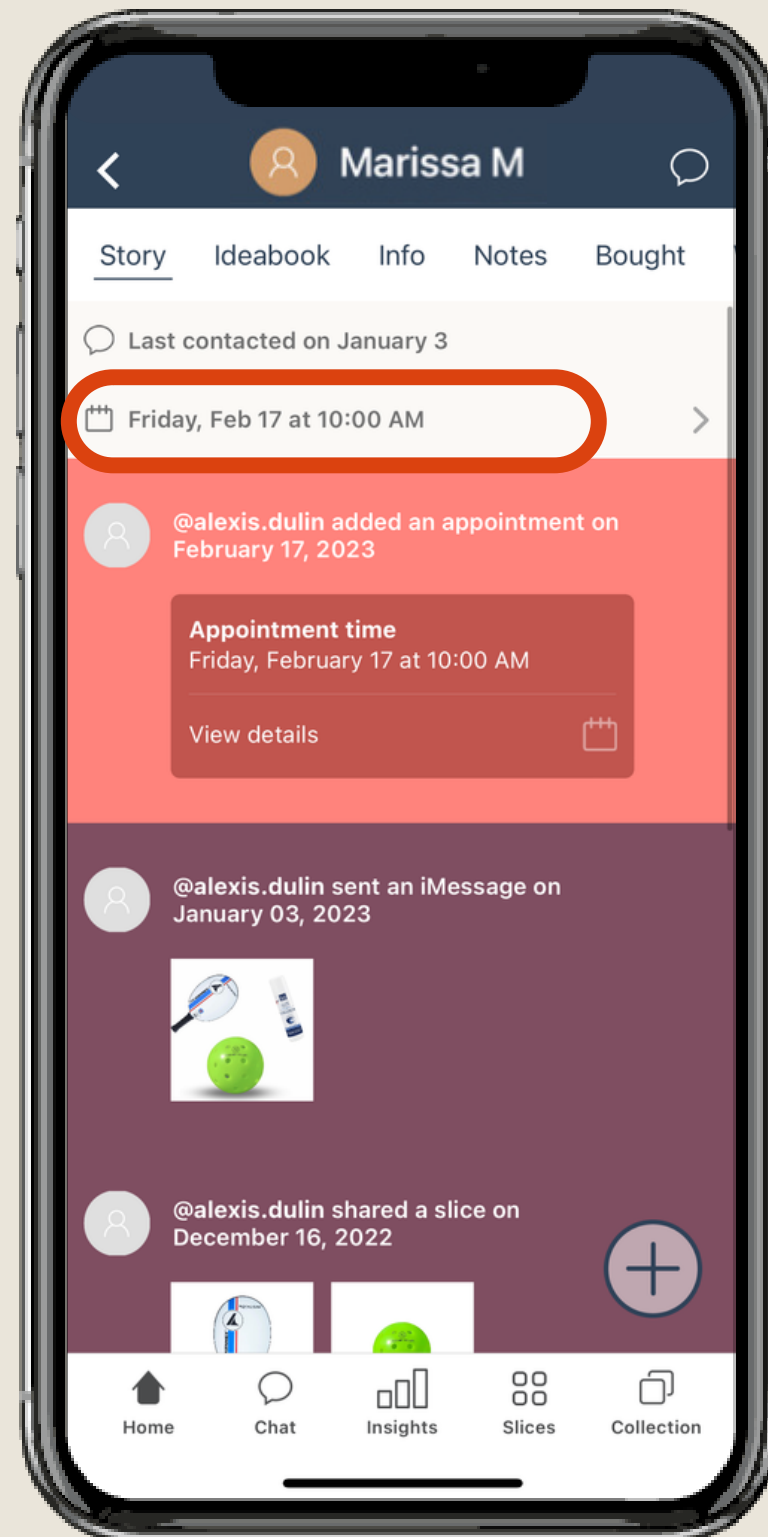 Marissa M
Story Ideabook Info Notes Bought
Last contacted on January 3
Friday, Feb 17 at 10:00 AM
@alexis.dulin added an appointment on
February 17, 2023
Appointment time
Friday, February 17 at 10:00 AM
View details
@alexis.dulin sent an iMessage on
January 03, 2023
@alexis.dulin shared a slice on
December 16, 2022
Home Chat Insights Slices Collection